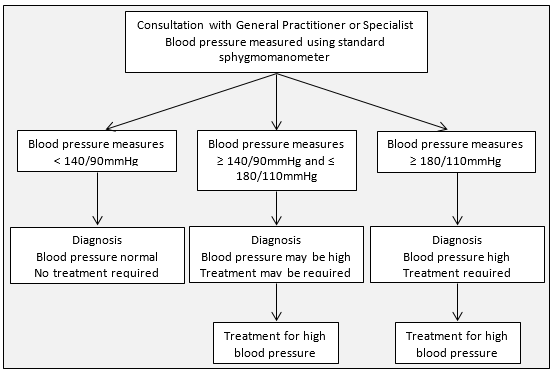 Consultation with General Practitioner or Specialist
Blood pressure measured using standard
sphygmomanometer
Blood pressure measures
< 140/90mmHg
Blood pressure measures
≥ 140/90mmHg and ≤
180/110mmHg
Blood pressure measures
≥ 180/110mmHg
Diagnosis
Blood pressure normal
No treatment required
Diagnosis
Blood pressure may be high
Treatment may be required
Diagnosis
Blood pressure high
Treatment required
Treatment for high
blood pressure
Treatment for high
blood pressure